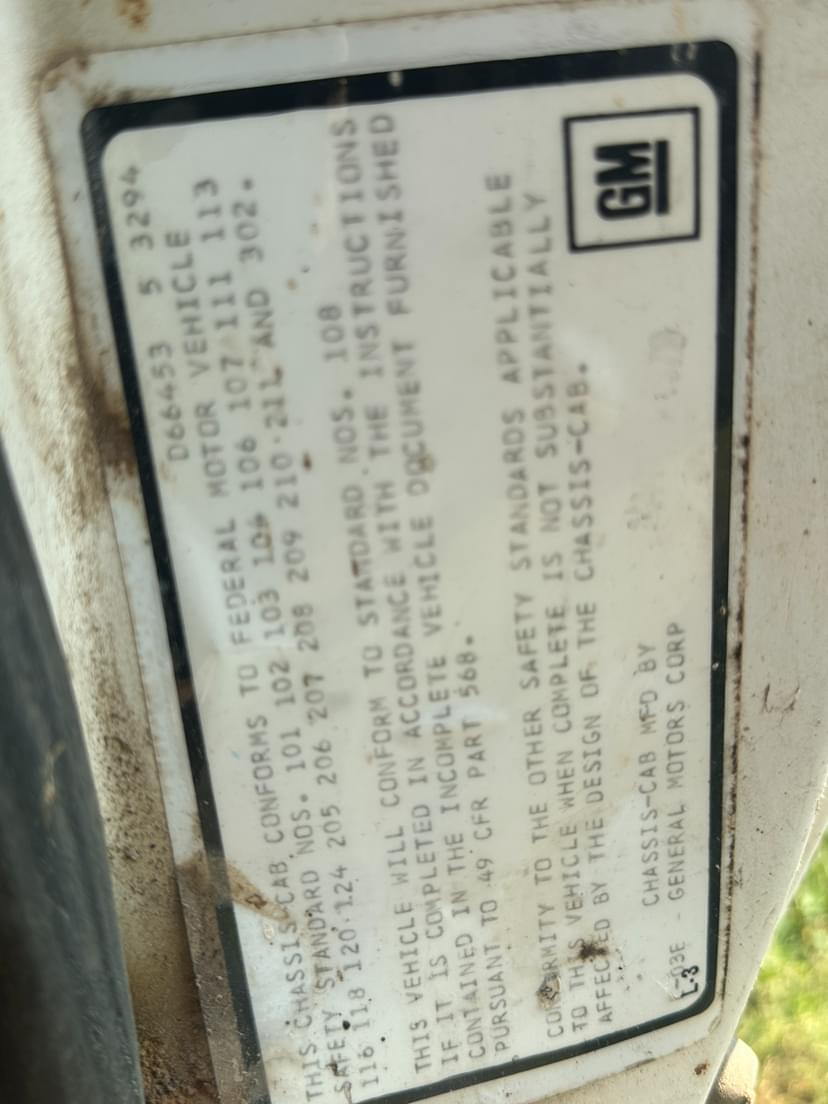 D66453 5 3294
THIS CHASSIS-CAB CONFORMS TO FEDERAL MOTOR VEHICLE
SAFETY STANDARD NOS. 101 102 103 104 106 107 111 113
116 118 120 124 205 206 207 208 209 210 211 AND 302.
THIS VEHICLE WILL CONFORM TO STANDARD NOS. 108
IF IT IS COMPLETED IN ACCORDANCE WITH THE INSTRUCTIONS
CONTAINED IN THE INCOMPLETE VEHICLE DOCUMENT FURNISHED
PURSUANT TO 49 CFR PART 568.
CONFORMITY TO THE OTHER SAFETY STANDARDS APPLICABLE
TO THIS VEHICLE WHEN COMPLETE IS NOT SUBSTANTIALLY
AFFECTED BY THE DESIGN OF THE CHASSIS-CAB.
CHASSIS-CAB MFD BY
GENERAL MOTORS CORP
L-3
GM